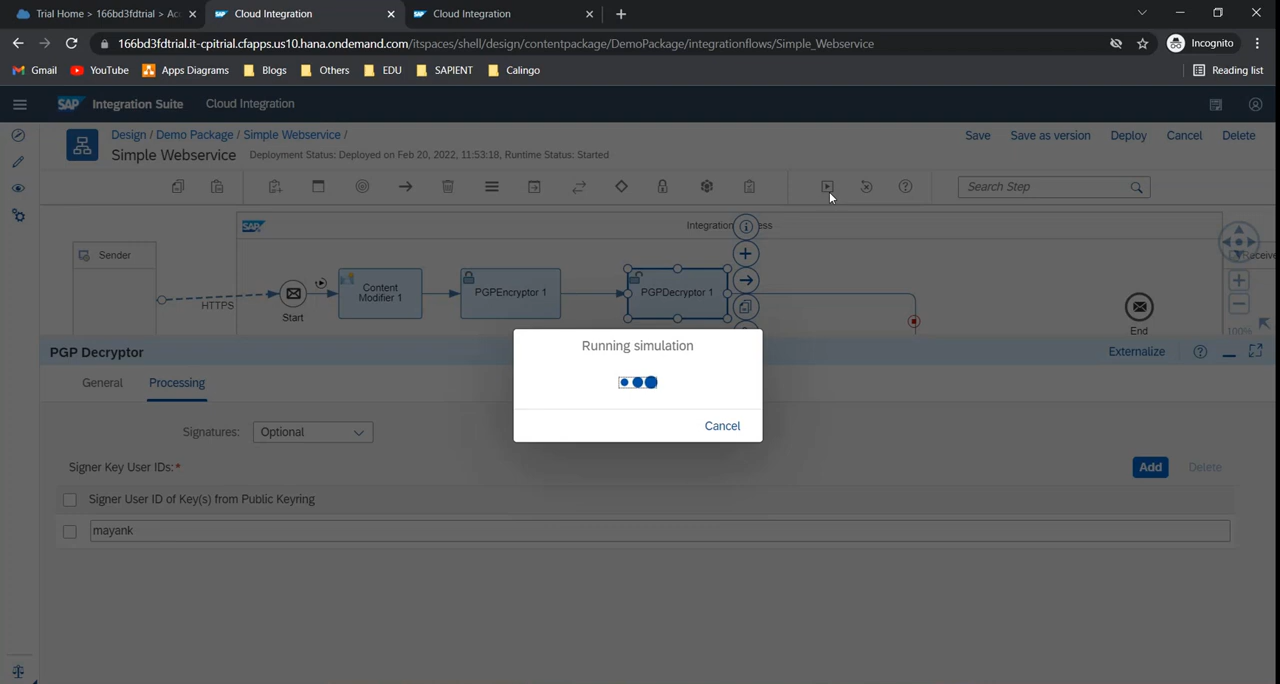 Trial Home > 166bd3fdtrial > Ac
Cloud Integration
Cloud Integration
166bd3fdtrial.it-cpitrial.cfapps.us10.hana.ondemand.com/itspaces/shell/design/contentpackage/DemoPackage/integrationflows/Simple_Webservice
Incognito
Gmail
YouTube
Apps Diagrams
Blogs
Others
EDU
SAPIENT
Calingo
Reading list
SAP Integration Suite Cloud Integration
Design / Demo Package / Simple Webservice /
Simple Webservice
Deployment Status: Deployed on Feb 20, 2022, 11:53:18, Runtime Status: Started
Save
Save as version
Deploy
Cancel
Delete
Search Step
SAP
Sender
HTTPS
Start
Content
Modifier 1
PGPEncryptor 1
PGPDecryptor 1
End
100%
Running simulation
Cancel
PGP Decryptor
Externalize
General
Processing
Signatures:
Optional
Signer Key User IDs:*
Add
Delete
Signer User ID of Key(s) from Public Keyring
mayank